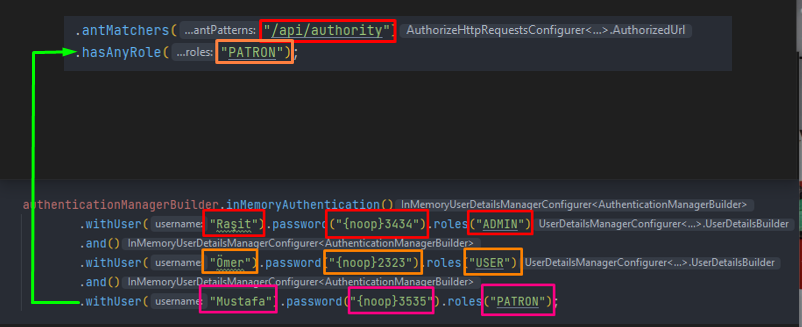 .antMatchers( ...antPatterns: "/api/authority") AuthorizeHttpRequestsConfigurer<...>.AuthorizedUrl
.hasAnyRole( ...roles: "PATRON");
authenticationManagerBuilder.inMemoryAuthentication() InMemoryUserDetailsManagerConfigurer<AuthenticationManagerBuilder>
.withUser( username: "Raşit").password("{noop}3434").roles("ADMIN") UserDetailsManagerConfigurer<...>.UserDetailsBuilder
.and() InMemoryUserDetailsManagerConfigurer<AuthenticationManagerBuilder>
.withUser( username: "Ömer").password("{noop}2323").roles("USER") UserDetailsManagerConfigurer<...>.UserDetailsBuilder
.and() InMemoryUserDetailsManagerConfigurer<AuthenticationManagerBuilder>
.withUser( username: "Mustafa").password("{noop}3535").roles("PATRON");